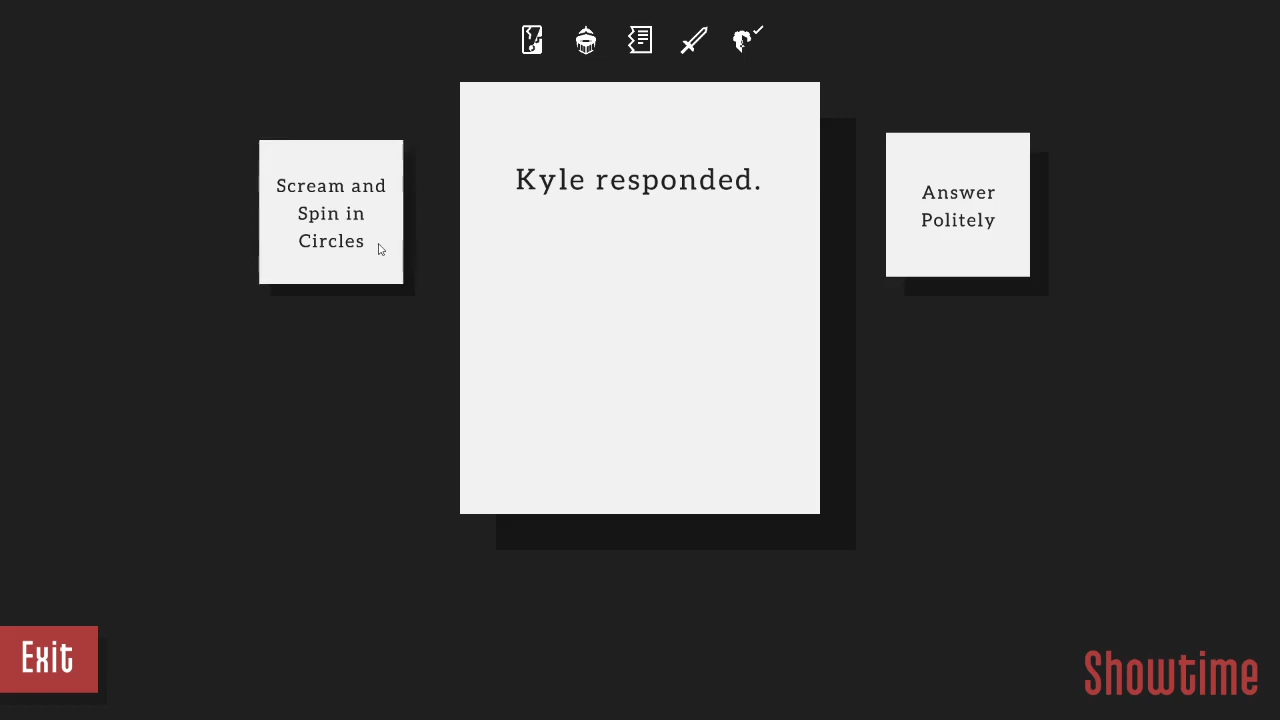 Kyle responded.
Scream and
Spin in
Circles
Answer
Politely
Exit
Showtime